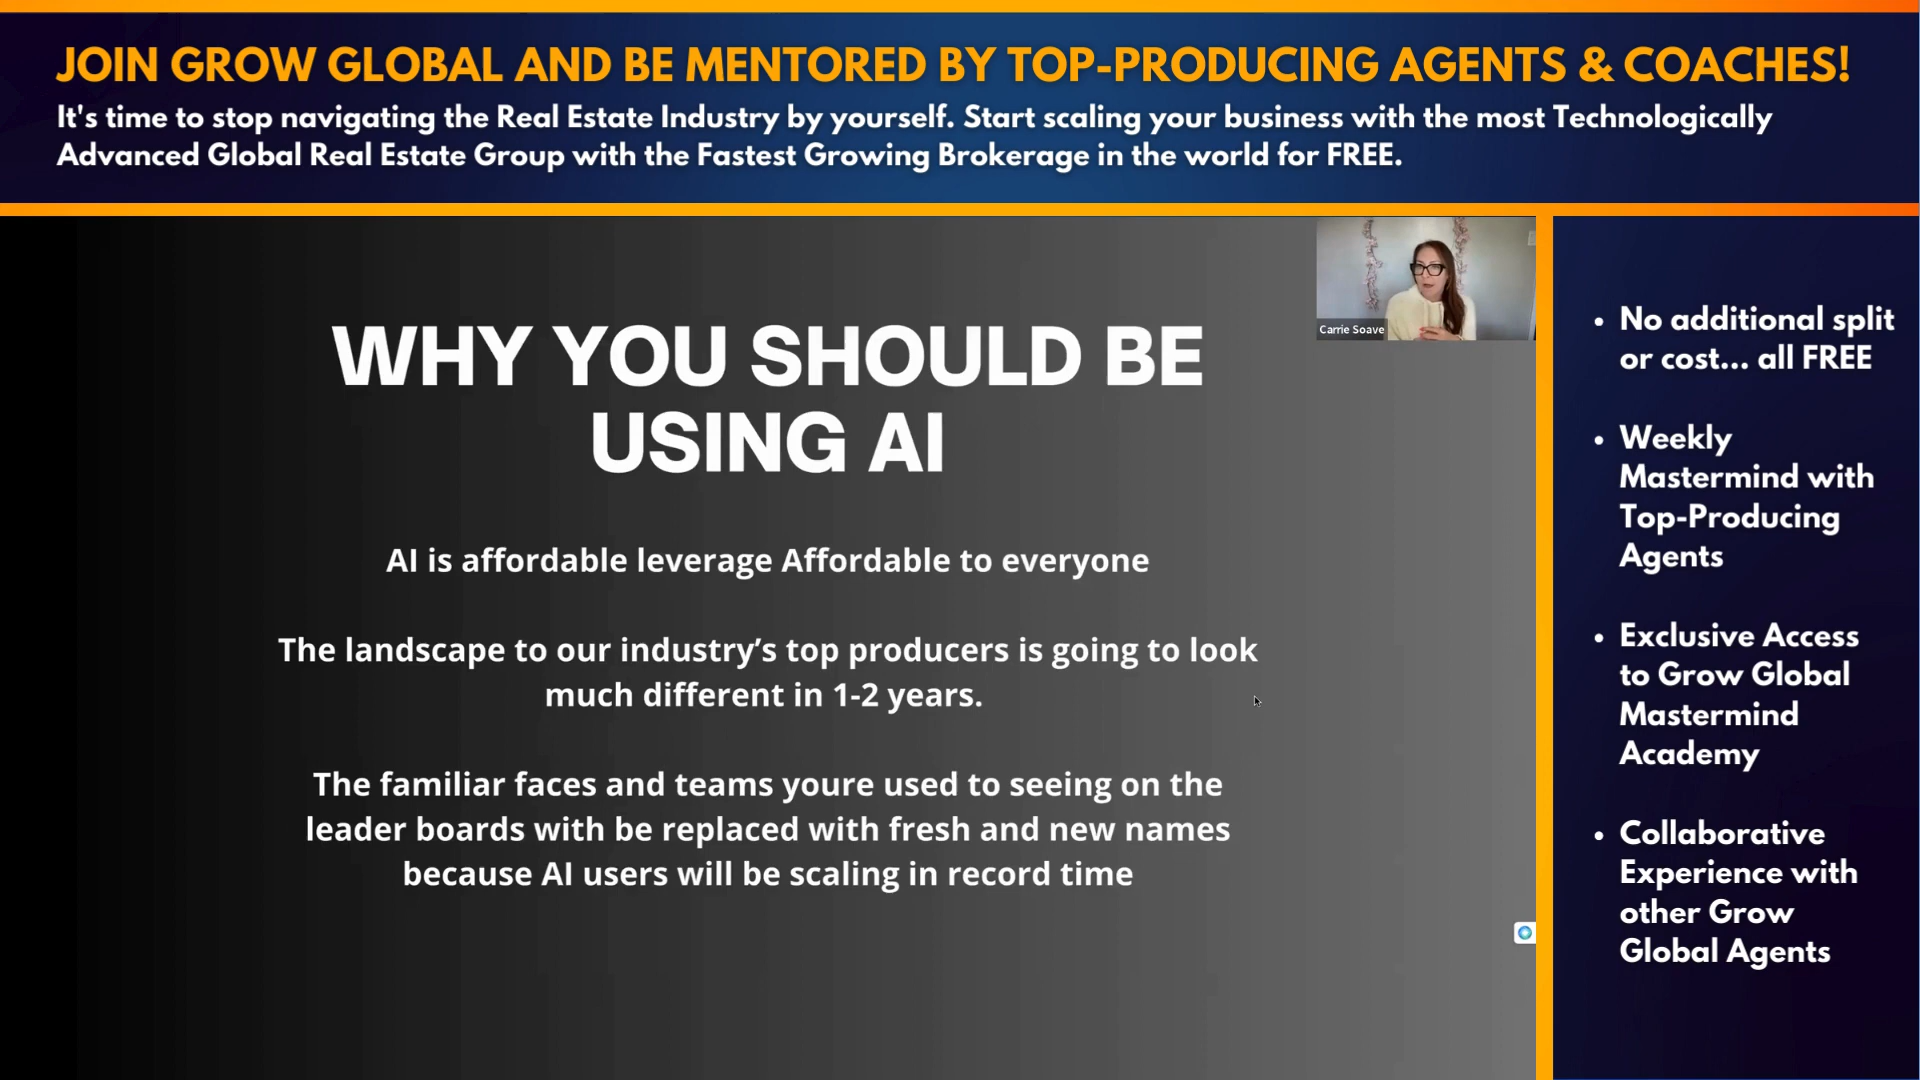 JOIN GROW GLOBAL AND BE MENTORED BY TOP-PRODUCING AGENTS & COACHES!
It's time to stop navigating the Real Estate Industry by yourself. Start scaling your business with the most Technologically
Advanced Global Real Estate Group with the Fastest Growing Brokerage in the world for FREE.
Carrie Soave
WHY YOU SHOULD BE
USING AI
AI is affordable leverage Affordable to everyone
The landscape to our industry’s top producers is going to look
much different in 1-2 years.
The familiar faces and teams youre used to seeing on the
leader boards with be replaced with fresh and new names
because AI users will be scaling in record time
• No additional split
or cost... all FREE
• Weekly
Mastermind with
Top-Producing
Agents
• Exclusive Access
to Grow Global
Mastermind
Academy
• Collaborative
Experience with
other Grow
Global Agents